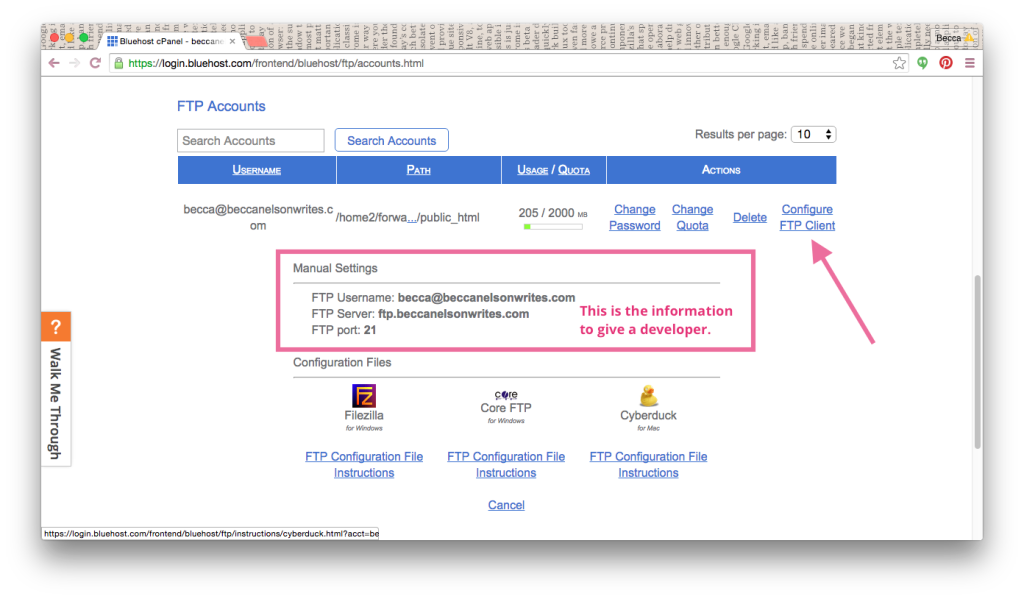 Bluehost cPanel - beccane
Becca
https://login.bluehost.com/frontend/bluehost/ftp/accounts.html
FTP Accounts
Search Accounts
Search Accounts
Results per page: 10
USERNAME
PATH
USAGE / QUOTA
ACTIONS
becca@beccanelsonwrites.c
om
/home2/forwa.../public_html
205 / 2000 MB
Change
Password
Change
Quota
Delete
Configure
FTP Client
Manual Settings
FTP Username: becca@beccanelsonwrites.com
FTP Server: ftp.beccanelsonwrites.com
FTP port: 21
This is the information
to give a developer.
?
Walk Me Through
Configuration Files
FZ
Filezilla
for Windows
core
Core FTP
for Windows
Cyberduck
for Mac
FTP Configuration File
Instructions
FTP Configuration File
Instructions
FTP Configuration File
Instructions
Cancel
https://login.bluehost.com/frontend/bluehost/ftp/instructions/cyberduck.html?acct=be